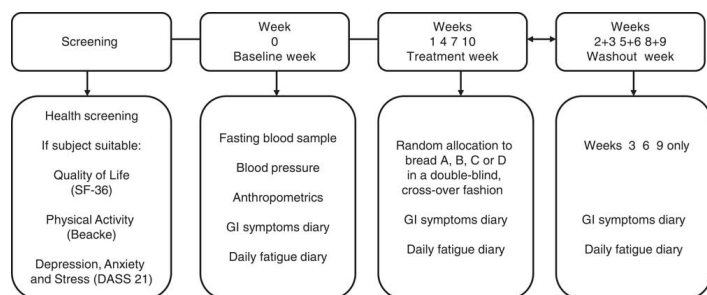 Screening
Week
0
Baseline week
Weeks
1 4 7 10
Treatment week
Weeks
2+3 5+6 8+9
Washout week
Health screening
If subject suitable:
Quality of Life
(SF-36)
Physical Activity
(Beacke)
Depression, Anxiety
and Stress (DASS 21)
Fasting blood sample
Blood pressure
Anthropometrics
GI symptoms diary
Daily fatigue diary
Random allocation to
bread A, B, C or D
in a double-blind,
cross-over fashion
GI symptoms diary
Daily fatigue diary
Weeks 3 6 9 only
GI symptoms diary
Daily fatigue diary